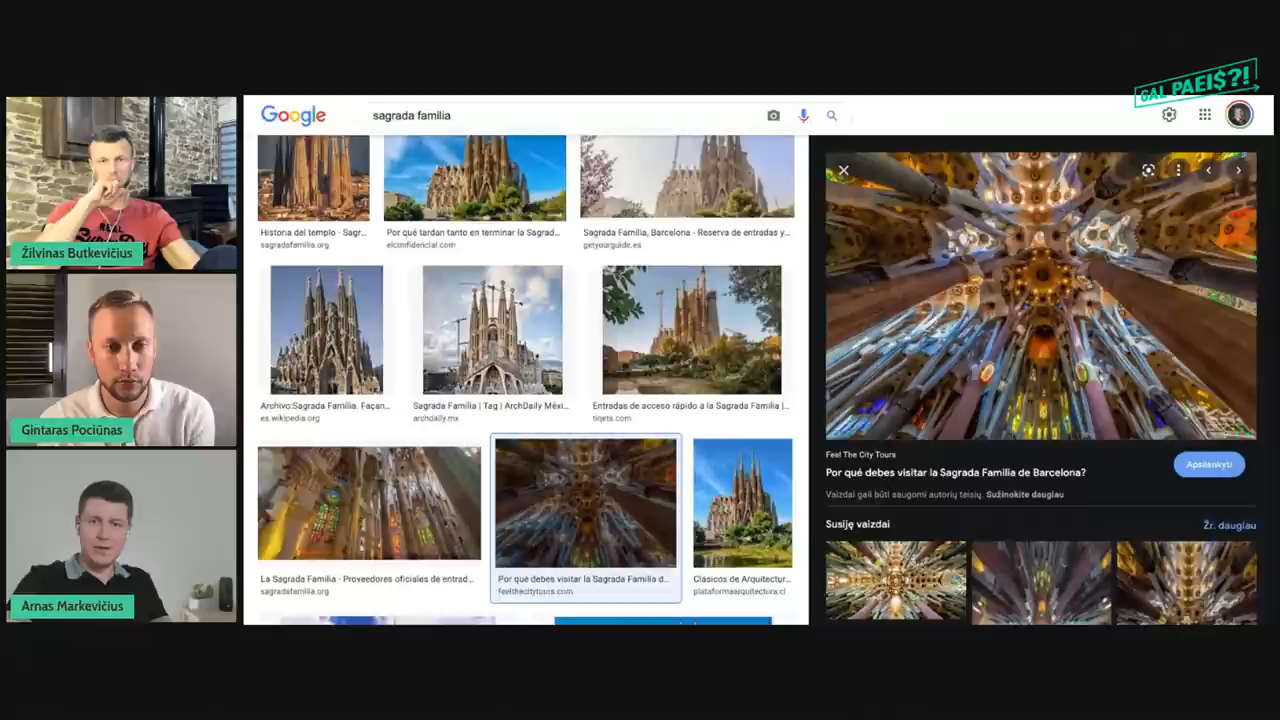 GAL PAEIŠ?!
Google
sagrada familia
Historia del templo - Sagr...
sagradafamilia.org
Por qué tardan tanto en terminar la Sagrad...
elconfidencial.com
Sagrada Família, Barcelona - Reserva de entradas y...
getyourguide.es
Archivo:Sagrada Família. Façan...
es.wikipedia.org
Sagrada Família | Tag | ArchDaily Méxi...
archdaily.mx
Entradas de acceso rápido a la Sagrada Familia |...
tiqets.com
La Sagrada Familia - Proveedores oficiales de entrad...
sagradafamilia.org
Por qué debes visitar la Sagrada Familia d...
feelthecitytours.com
Clásicos de Arquitectur...
plataformaarquitectura.cl
Feel The City Tours
Por qué debes visitar la Sagrada Familia de Barcelona?
Apsilankyti
Vaizdai gali būti saugomi autorių teisių. Sužinokite daugiau
Susiję vaizdai
Žr. daugiau
Žilvinas Butkevičius
Gintaras Pociūnas
Arnas Markevičius